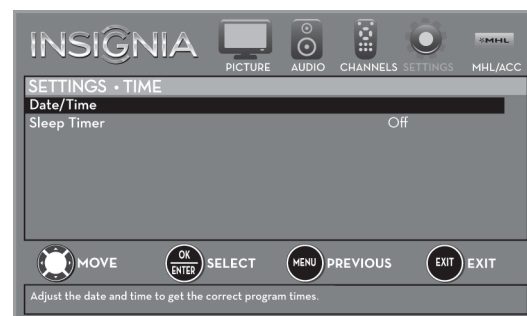 INSIGNIA
PICTURE AUDIO CHANNELS SETTINGS MHL/ACC
MHL
SETTINGS • TIME
Date/Time
Sleep Timer Off
MOVE OK ENTER SELECT MENU PREVIOUS EXIT EXIT
Adjust the date and time to get the correct program times.